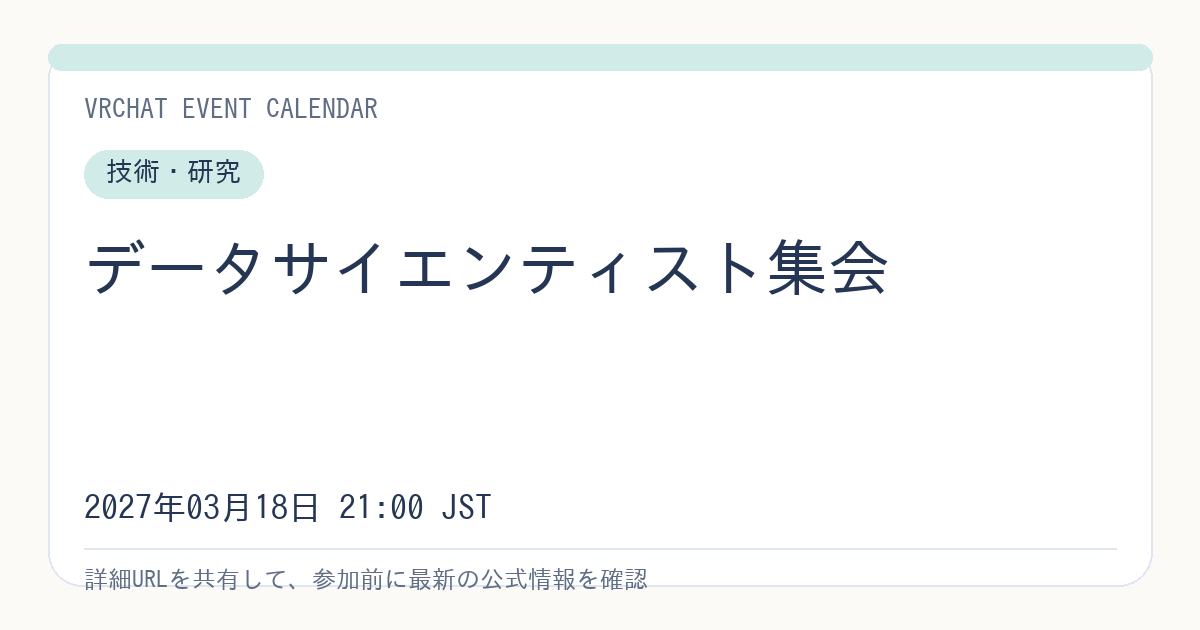 VRCHAT EVENT CALENDAR
技術・研究
データサイエンティスト集会
2027年03月18日 21:00 JST
詳細URLを共有して、参加前に最新の公式情報を確認